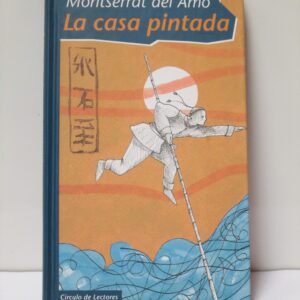 Montserrat del Amo
La casa pintada
Círculo de Lectores